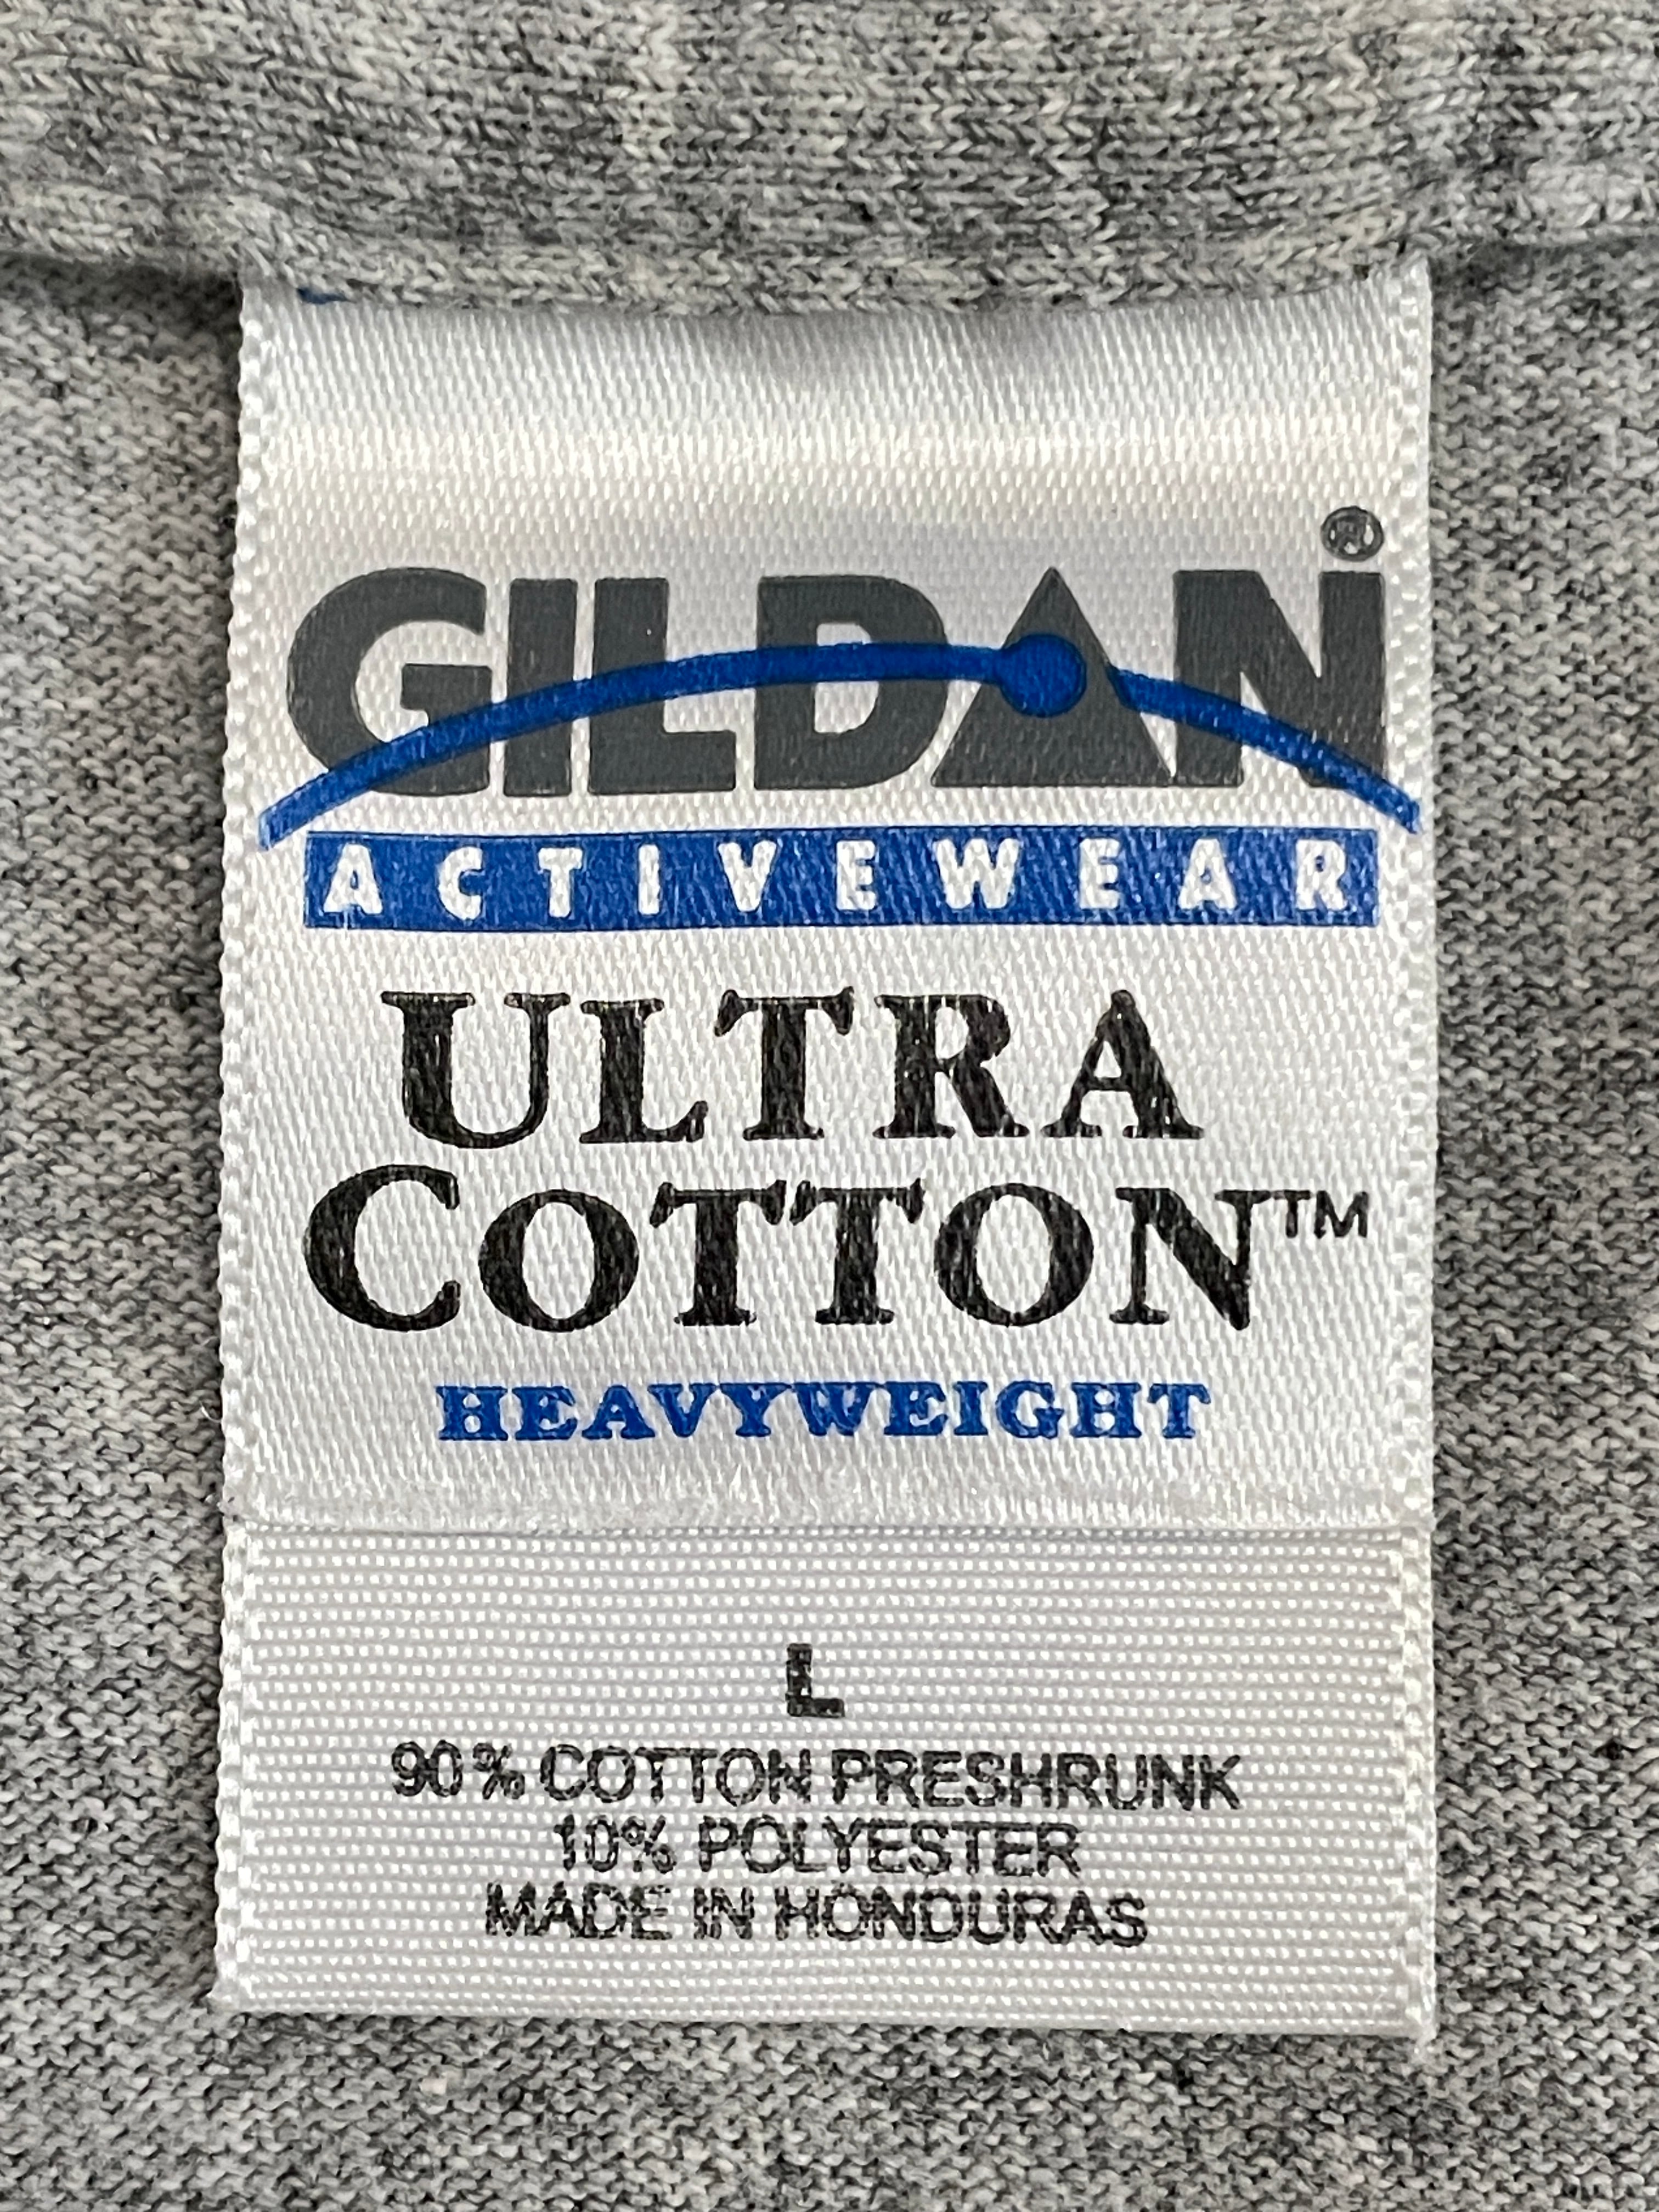 GILDAN®
ACTIVEWEAR
ULTRA
COTTON™
HEAVYWEIGHT
L
90% COTTON PRESHRUNK
10% POLYESTER
MADE IN HONDURAS